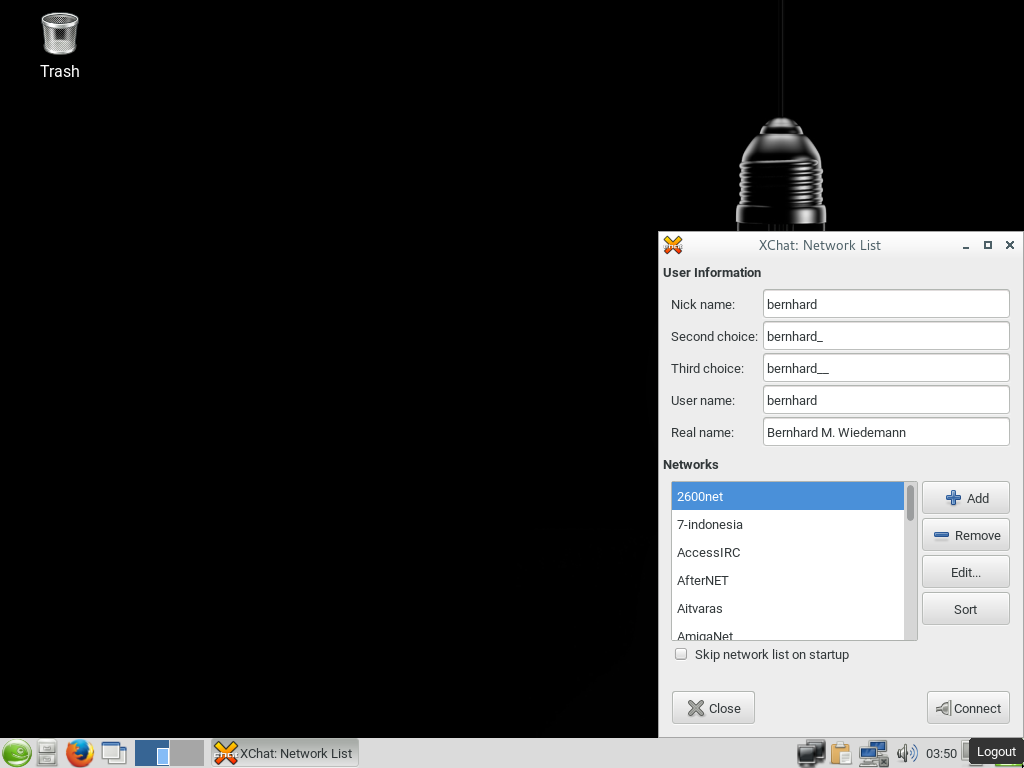 Trash
XChat: Network List
User Information
Nick name: bernhard
Second choice: bernhard_
Third choice: bernhard__
User name: bernhard
Real name: Bernhard M. Wiedemann
Networks
2600net
7-indonesia
AccessIRC
AfterNET
Aitvaras
AmigaNet
Add
Remove
Edit...
Sort
Skip network list on startup
Close
Connect
XChat: Network List
03:50
Logout